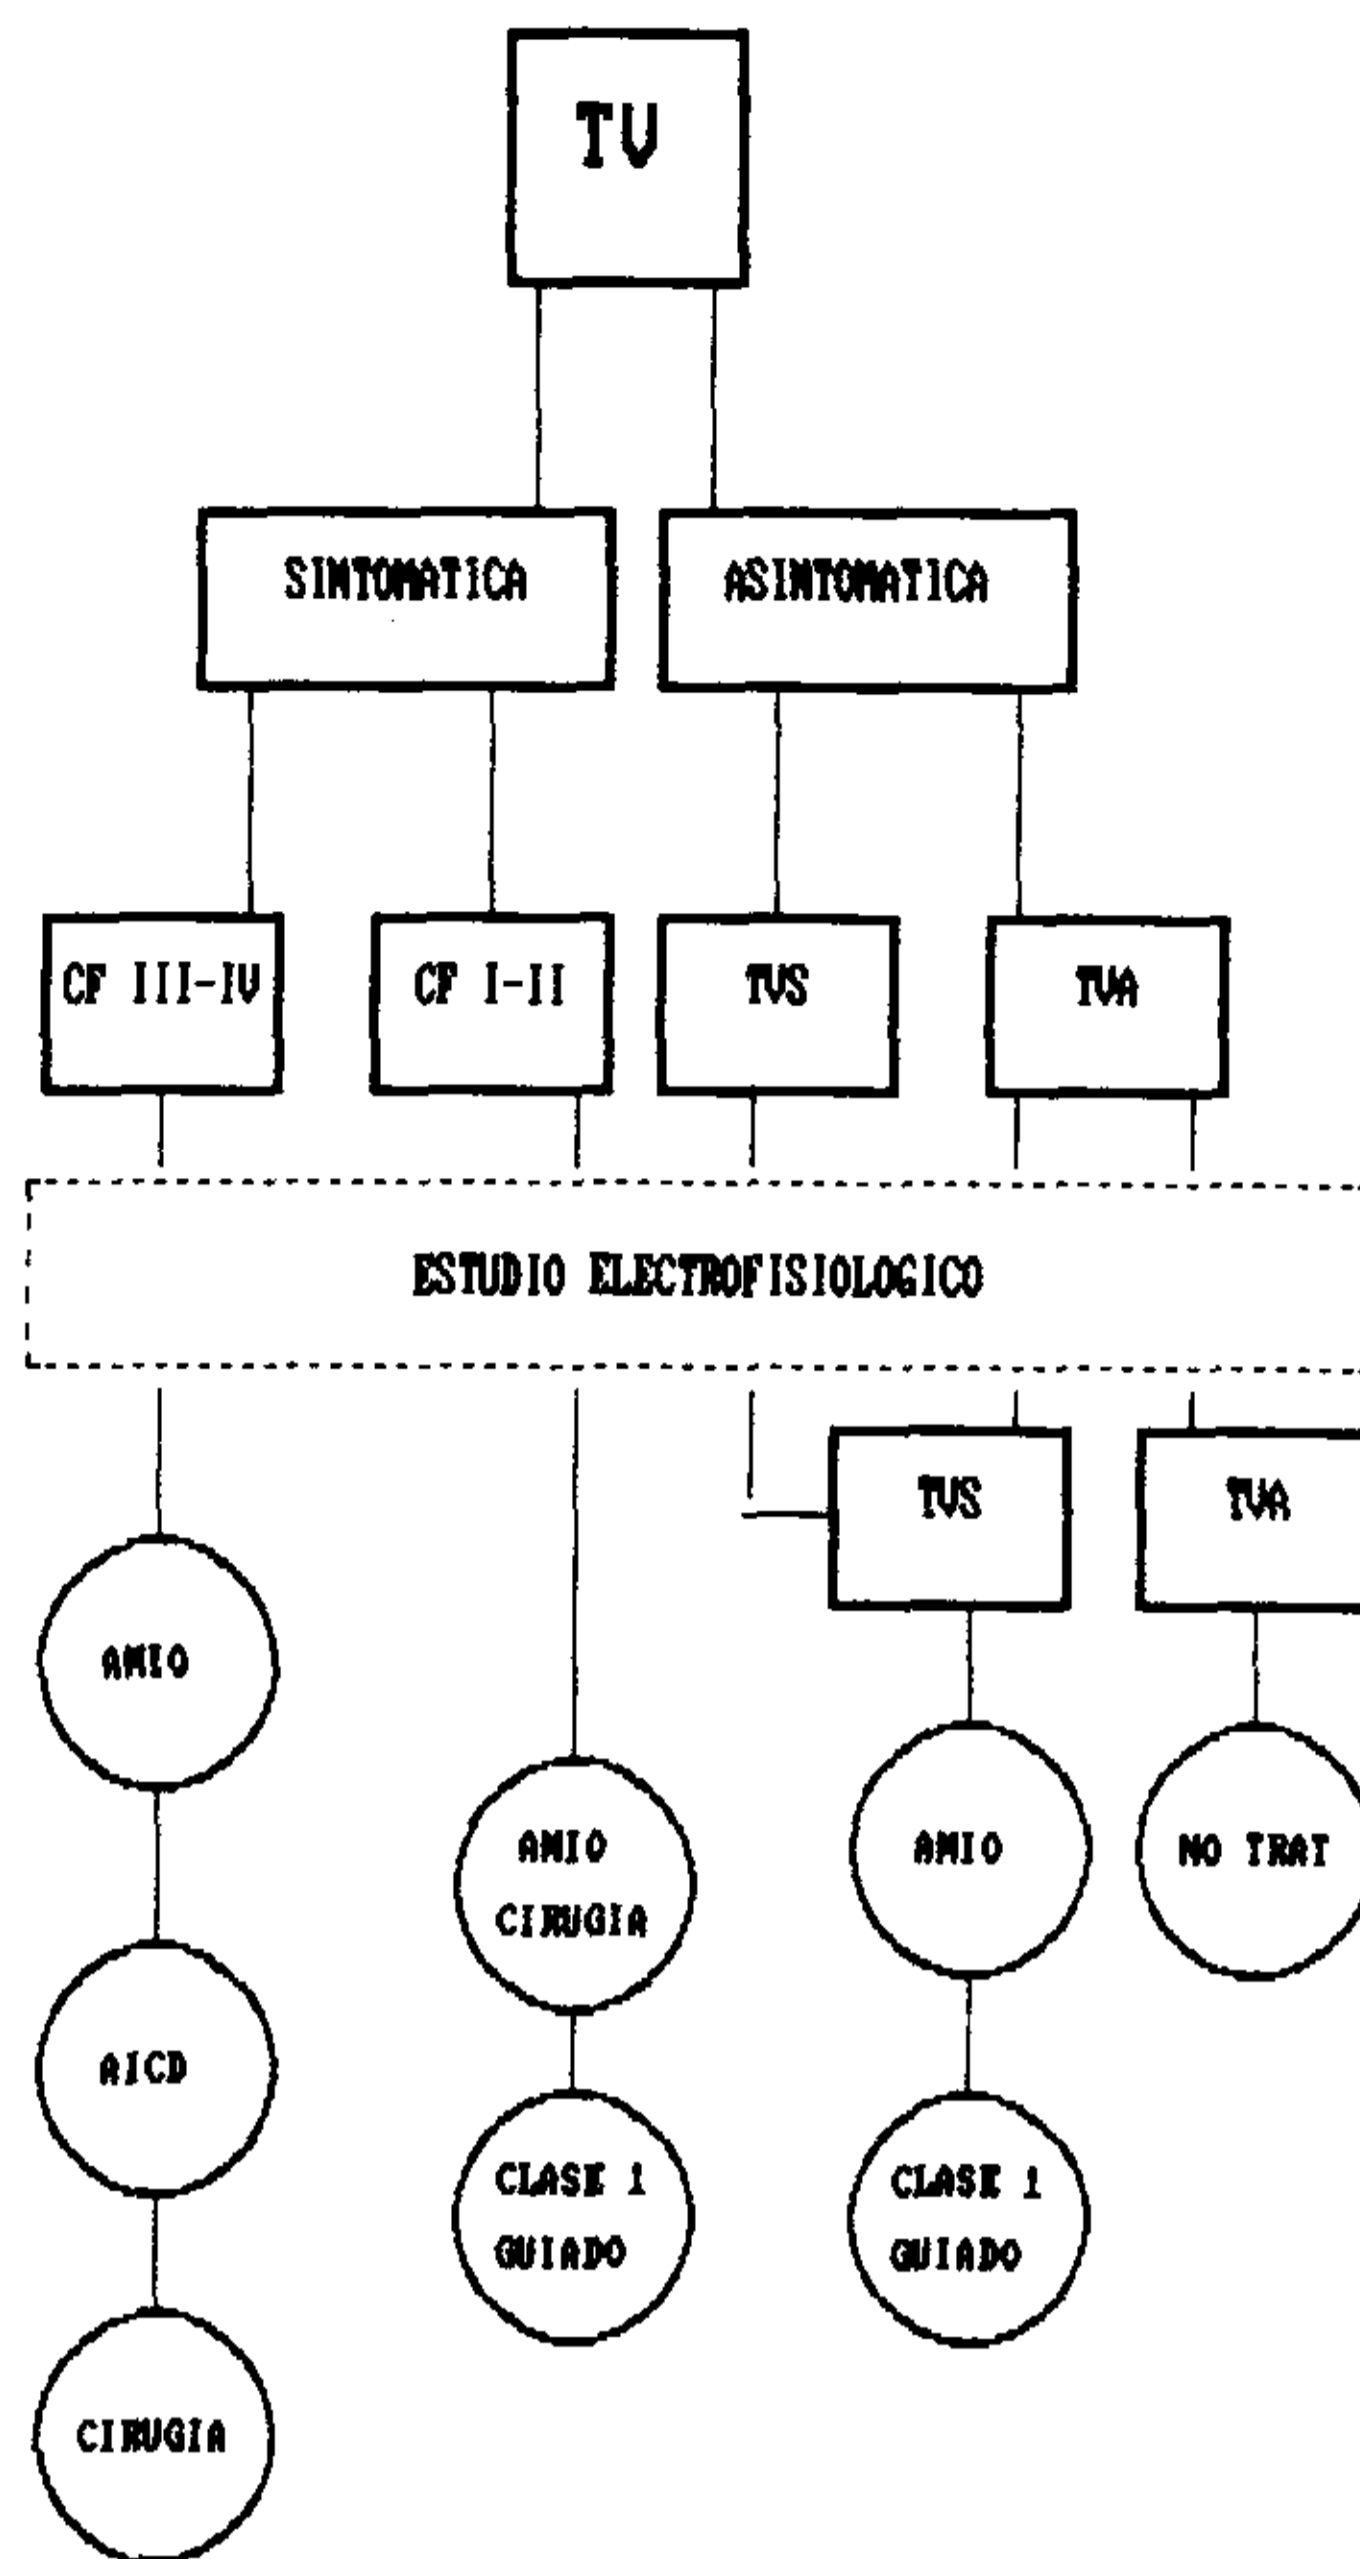 TV
SINTOMATICA
ASINTOMATICA
CF III-IV
CF I-II
TVS
TVA
ESTUDIO ELECTROFISIOLOGICO
TVS
TVA
AMIO
AMIO
CIRUGIA
AMIO
NO TRAT
AICD
CLASE 1
GUIADO
CLASE 1
GUIADO
CIRUGIA